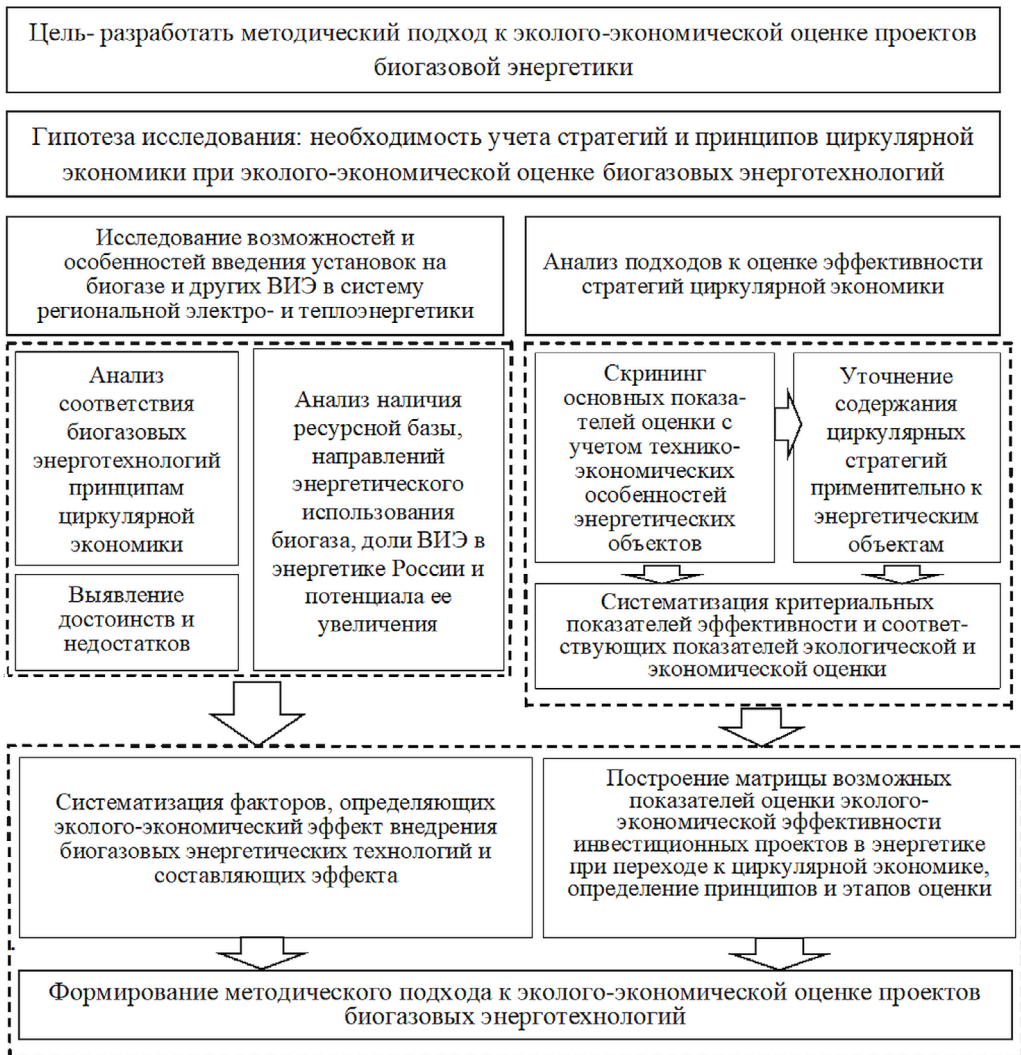 Цель- разработать методический подход к эколого-экономической оценке проектов
биогазовой энергетики
Гипотеза исследования: необходимость учета стратегий и принципов циркулярной
экономики при эколого-экономической оценке биогазовых энерготехнологий
Исследование возможностей и
особенностей введения установок на
биогазе и других ВИЭ в систему
региональной электро- и теплоэнергетики
Анализ подходов к оценке эффективности
стратегий циркулярной экономики
Анализ
соответствия
биогазовых
энерготехнологий
принципам
циркулярной
экономики
Выявление
достоинств и
недостатков
Анализ наличия
ресурсной базы,
направлений
энергетического
использования
биогаза, доли ВИЭ в
энергетике России и
потенциала ее
увеличения
Скрининг
основных показа-
телей оценки с
учетом технико-
экономических
особенностей
энергетических
объектов
Уточнение
содержания
циркулярных
стратегий
применительно к
энергетическим
объектам
Систематизация критериальных
показателей эффективности и соответ-
ствующих показателей экологической и
экономической оценки
Систематизация факторов, определяющих
эколого-экономический эффект внедрения
биогазовых энергетических технологий и
составляющих эффекта
Построение матрицы возможных
показателей оценки эколого-
экономической эффективности
инвестиционных проектов в энергетике
при переходе к циркулярной экономике,
определение принципов и этапов оценки
Формирование методического подхода к эколого-экономической оценке проектов
биогазовых энерготехнологий